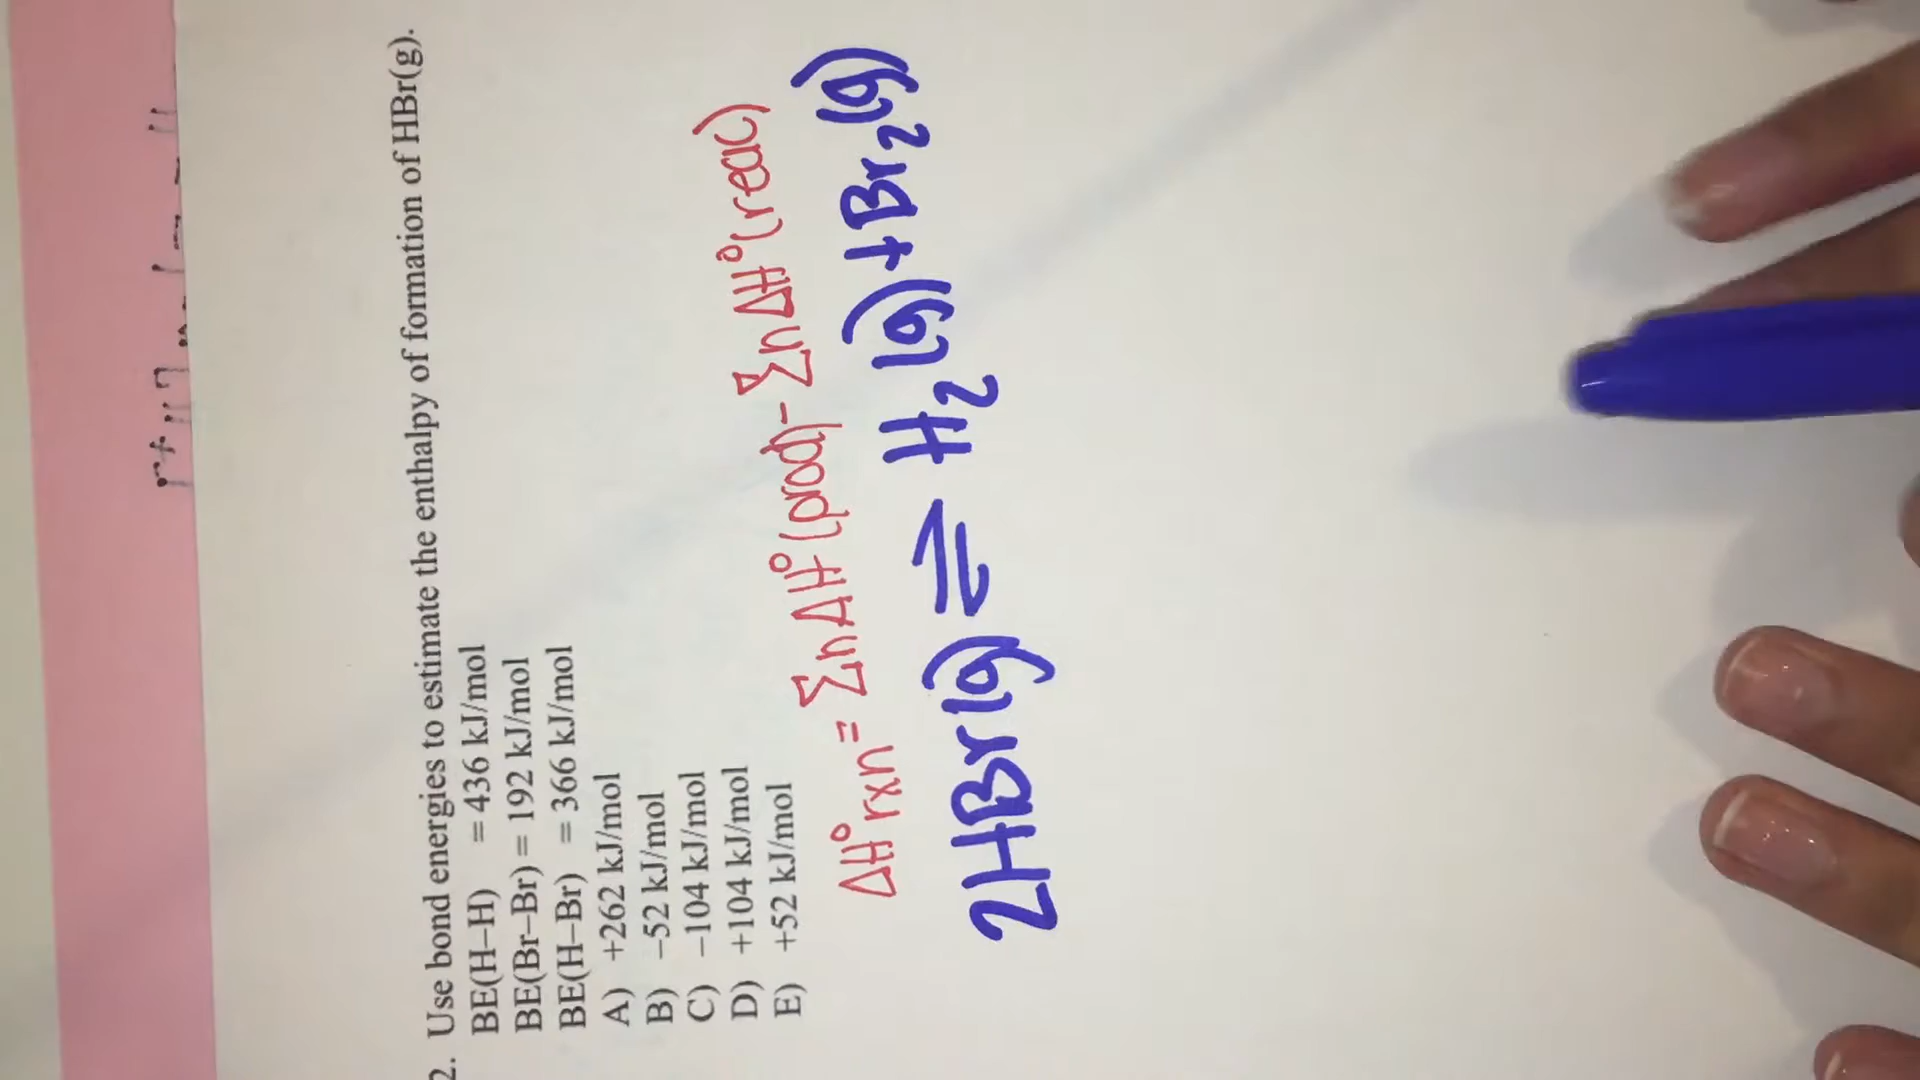 2. Use bond energies to estimate the enthalpy of formation of HBr(g).
BE(H–H) = 436 kJ/mol
BE(Br–Br) = 192 kJ/mol
BE(H–Br) = 366 kJ/mol
A) +262 kJ/mol
B) –52 kJ/mol
C) –104 kJ/mol
D) +104 kJ/mol
E) +52 kJ/mol
ΔH°rxn = ΣnΔH°(prod) - ΣnΔH°(reac)
2HBr(g) ⇌ H₂(g) + Br₂(g)